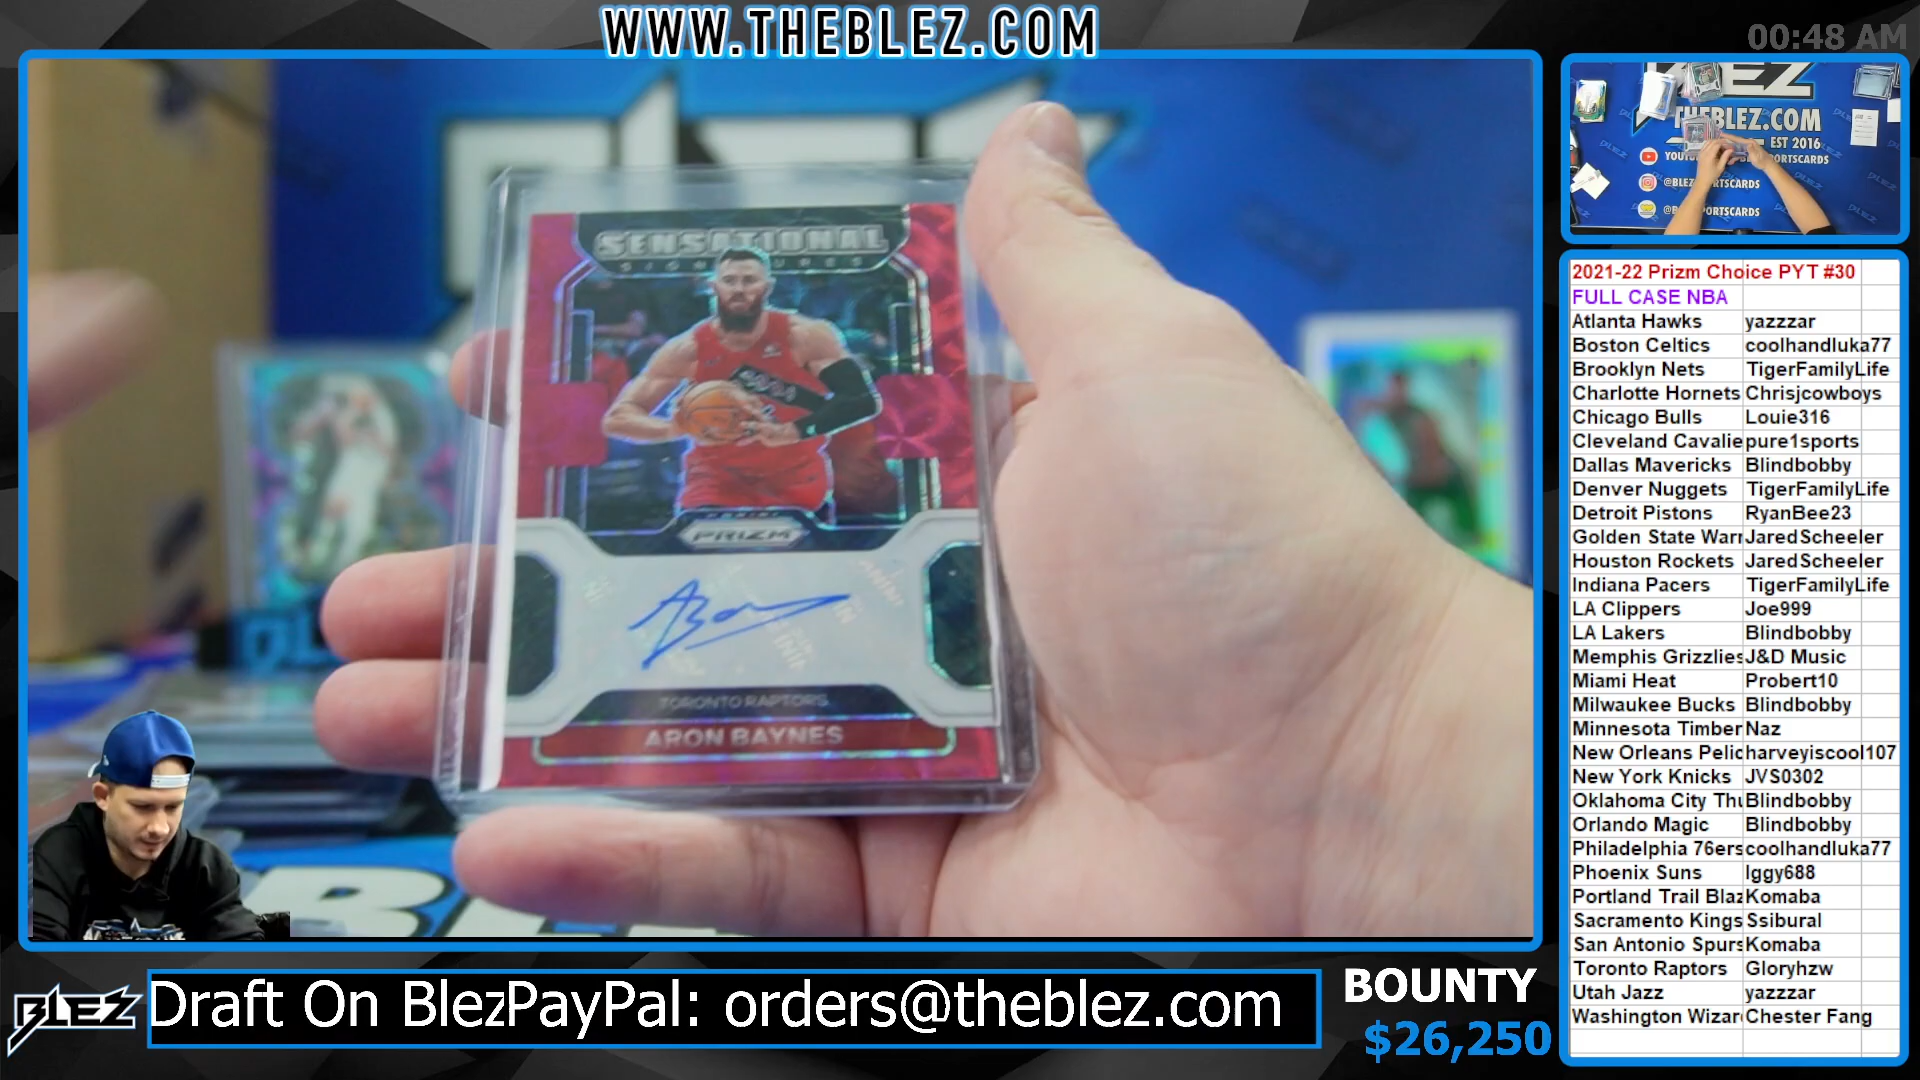 WWW.THEBLEZ.COM
00:48 AM
SENSATIONAL
SIGNATURES
PANINI
PRIZM
TORONTO RAPTORS
ARON BAYNES
BLEZ
THEBLEZ.COM
EST 2016
@BLEZ
2021-22 Prizm Choice PYT #30
FULL CASE NBA
Atlanta Hawks yazzzar
Boston Celtics coolhandluka77
Brooklyn Nets TigerFamilyLife
Charlotte Hornets Chrisjcowboys
Chicago Bulls Louie316
Cleveland Cavalie pure1sports
Dallas Mavericks Blindbobby
Denver Nuggets TigerFamilyLife
Detroit Pistons RyanBee23
Golden State Warr JaredScheeler
Houston Rockets JaredScheeler
Indiana Pacers TigerFamilyLife
LA Clippers Joe999
LA Lakers Blindbobby
Memphis Grizzlies J&D Music
Miami Heat Probert10
Milwaukee Bucks Blindbobby
Minnesota Timber Naz
New Orleans Pelic harveyiscool107
New York Knicks JVS0302
Oklahoma City Thu Blindbobby
Orlando Magic Blindbobby
Philadelphia 76ers coolhandluka77
Phoenix Suns Iggy688
Portland Trail Blaz Komaba
Sacramento Kings Ssibural
San Antonio Spurs Komaba
Toronto Raptors Gloryhzw
Utah Jazz yazzzar
Washington Wizar Chester Fang
BLEZ
Draft On BlezPayPal: orders@theblez.com
BOUNTY
$26,250